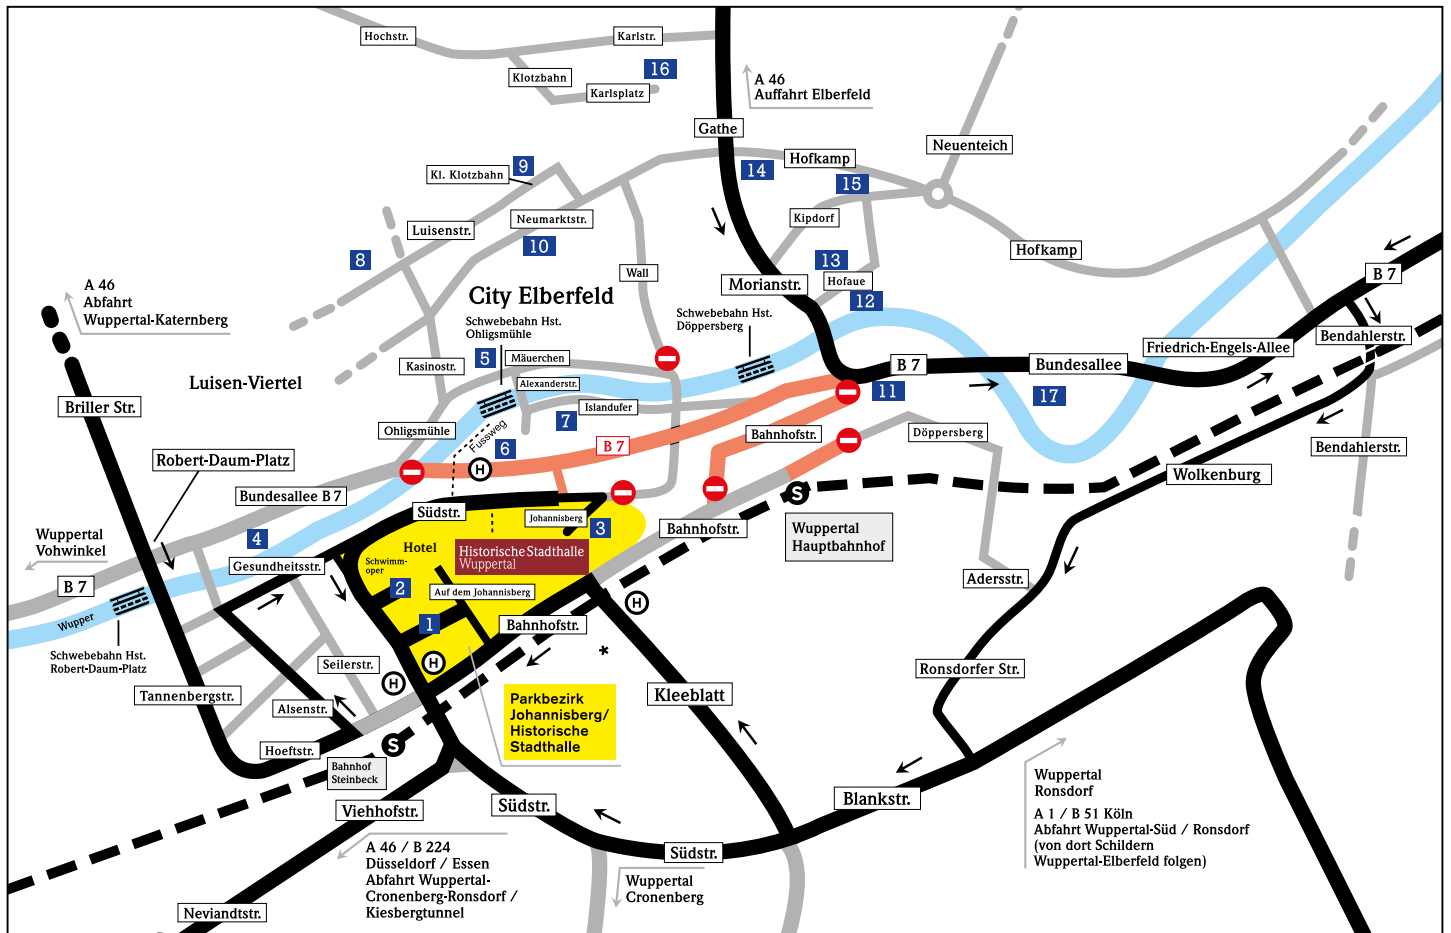 Hochstr.
Karlstr.
Klotzbahn
16
Karlsplatz
A 46
Auffahrt Elberfeld
Gathe
Neuenteich
Hofkamp
14
15
9
Kl. Klotzbahn
Kipdorf
Neumarktstr.
Luisenstr.
10
8
Hofkamp
13
Wall
Hofaue
Morianstr.
12
B 7
A 46
Abfahrt
Wuppertal-Katernberg
City Elberfeld
Schwebebahn Hst.
Ohligsmühle
Schwebebahn Hst.
Döppersberg
Bendahlerstr.
Friedrich-Engels-Allee
5
Mäuerchen
Kasinostr.
B 7
Bundesallee
Luisen-Viertel
Alexanderstr.
11
17
Briller Str.
Islandufer
7
Ohligsmühle
Fussweg
6
B 7
Bahnhofstr.
Döppersberg
Bendahlerstr.
Robert-Daum-Platz
H
Wolkenburg
Bundesallee B 7
S
Südstr.
Johannisberg
3
Bahnhofstr.
Wuppertal
Hauptbahnhof
Wuppertal
Vohwinkel
4
Hotel
Historische Stadthalle
Wuppertal
Gesundheitsstr.
Schwimm-
oper
B 7
2
Auf dem Johannisberg
Adersstr.
H
Wupper
1
Bahnhofstr.
Schwebebahn Hst.
Robert-Daum-Platz
*
Seilerstr.
H
H
Ronsdorfer Str.
Tannenbergstr.
Kleeblatt
Alsenstr.
Parkbezirk
Johannisberg/
Historische
Stadthalle
Hoeftstr.
S
Bahnhof
Steinbeck
Wuppertal
Ronsdorf
A 1 / B 51 Köln
Abfahrt Wuppertal-Süd / Ronsdorf
(von dort Schildern
Wuppertal-Elberfeld folgen)
Viehhofstr.
Südstr.
Blankstr.
A 46 / B 224
Düsseldorf / Essen
Abfahrt Wuppertal-
Cronenberg-Ronsdorf /
Kiesbergtunnel
Südstr.
Wuppertal
Cronenberg
Neviandtstr.